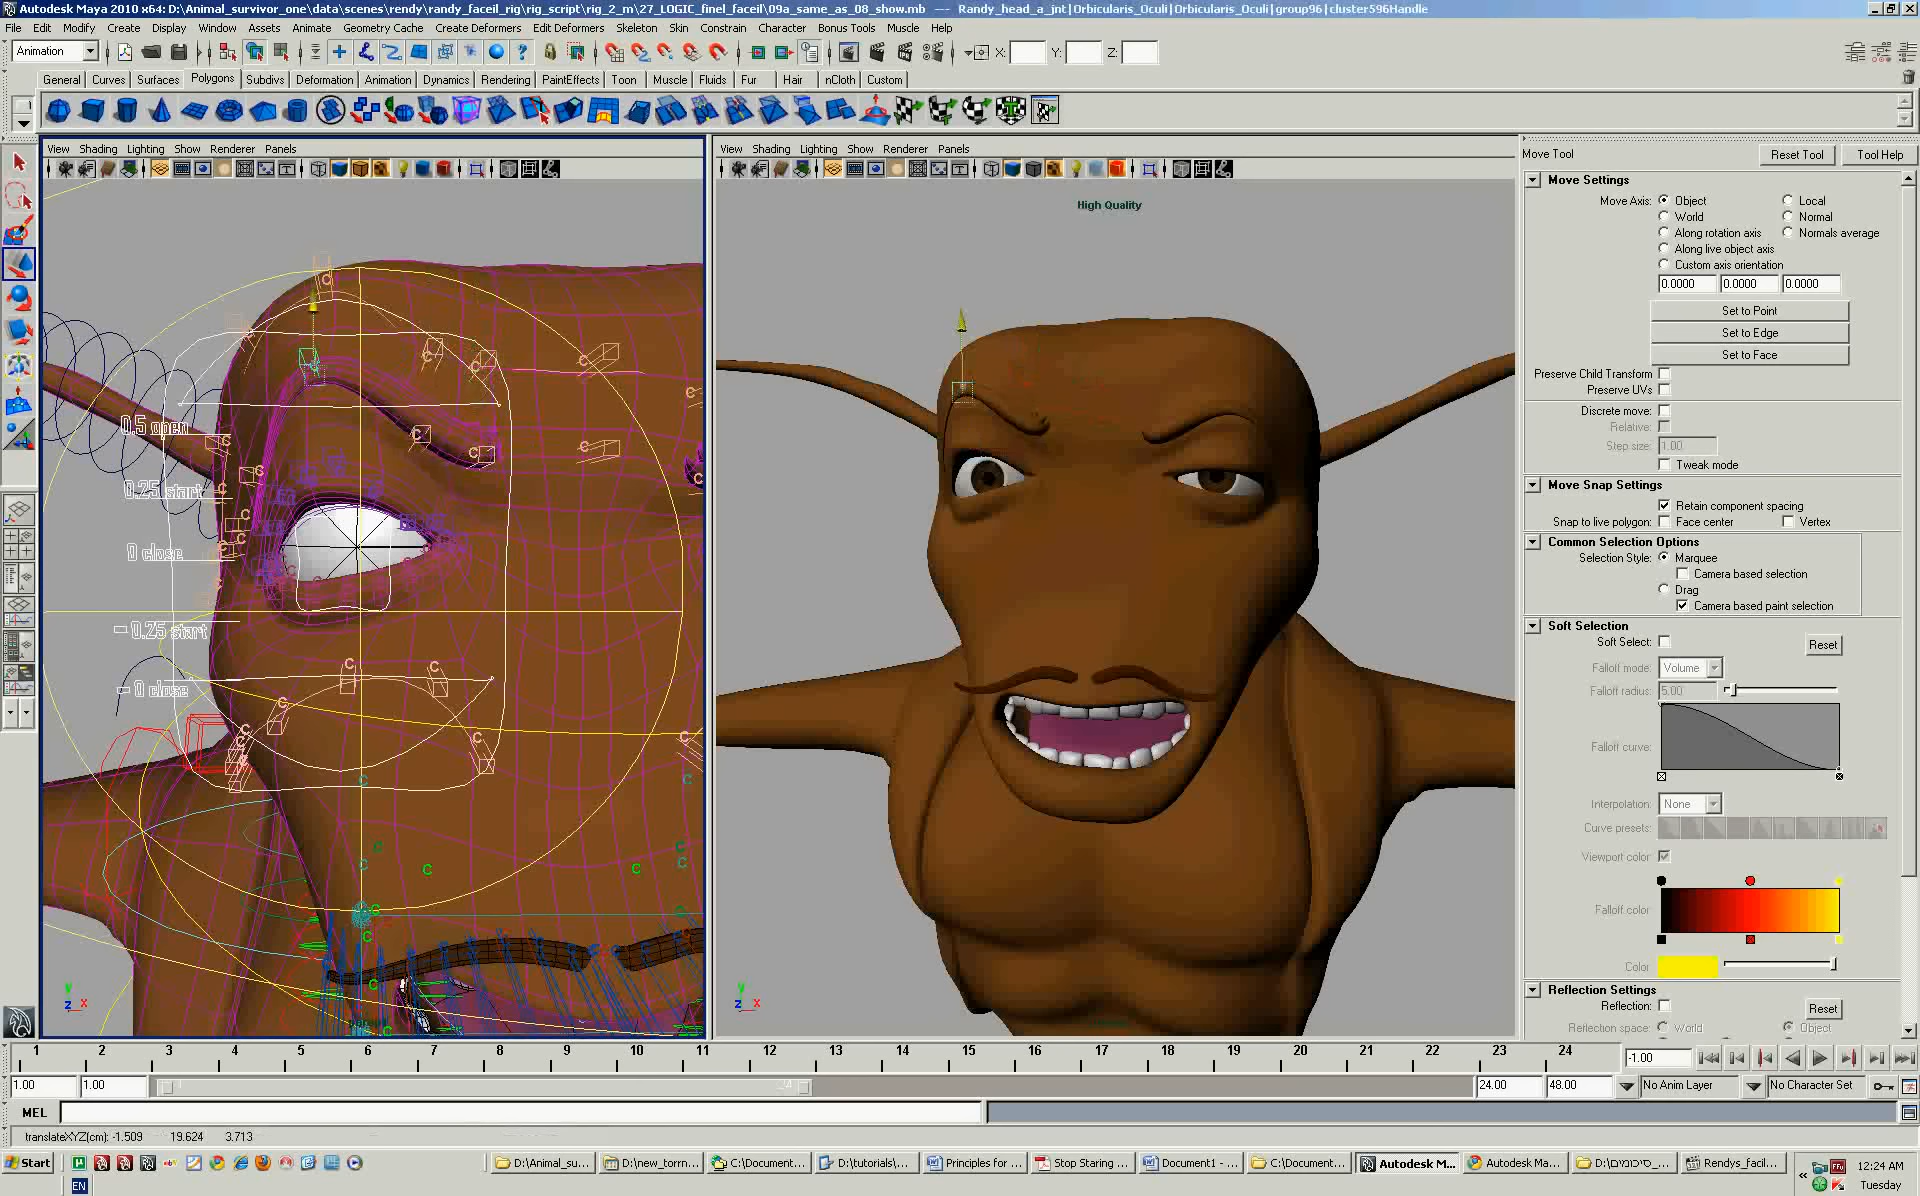 Autodesk Maya 2010 x64: D:\Animal_survivor_one\data\scenes\rendy\randy_faceil_rig\rig_script\rig_2_m\27_LOGIC_finel_faceil\09a_same_as_08_show.mb --- Randy_head_a_jnt|Orbicularis_Oculi|Orbicularis_Oculi|group96|cluster596Handle
File Edit Modify Create Display Window Assets Animate Geometry Cache Create Deformers Edit Deformers Skeleton Skin Constrain Character Bonus Tools Muscle Help
Animation X: Y: Z:
General Curves Surfaces Polygons Subdivs Deformation Animation Dynamics Rendering PaintEffects Toon Muscle Fluids Fur Hair nCloth Custom
View Shading Lighting Show Renderer Panels
0.5 open
0.25 start
0 close
- 0.25 start
- 0 close
View Shading Lighting Show Renderer Panels
High Quality
Move Tool Reset Tool Tool Help
Move Settings
Move Axis: Object Local
World Normal
Along rotation axis Normals average
Along live object axis
Custom axis orientation
0.0000 0.0000 0.0000
Set to Point
Set to Edge
Set to Face
Preserve Child Transform
Preserve UVs
Discrete move:
Relative:
Step size: 1.00
Tweak mode
Move Snap Settings
Retain component spacing
Snap to live polygon: Face center Vertex
Common Selection Options
Selection Style: Marquee
Camera based selection
Drag
Camera based paint selection
Soft Selection
Soft Select: Reset
Falloff mode: Volume
Falloff radius: 5.00
Falloff curve:
Interpolation: None
Curve presets:
Viewport color:
Falloff color:
Color:
Reflection Settings
Reflection: Reset
Reflection space: World Object
1 2 3 4 5 6 7 8 9 10 11 12 13 14 15 16 17 18 19 20 21 22 23 24 -1.00
1.00 1.00 24.00 48.00 No Anim Layer No Character Set
MEL
translateXYZ(cm): -1.509 19.624 3.713
Start D:\Animal_su... D:\new_torrn... C:\Document... D:\tutorials\... Principles for ... Stop Staring ... Document1 - ... C:\Document... Autodesk M... Autodesk Ma... D:\סיכומים_... Rendys_facil... 12:24 AM
EN Tuesday